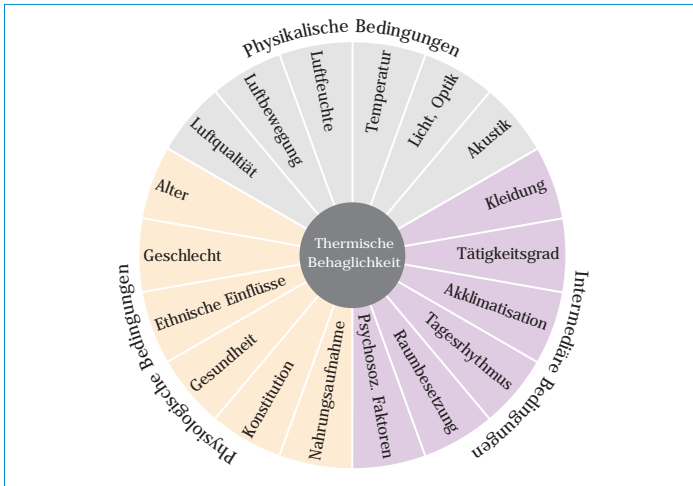 Physikalische Bedingungen
Luftqualtiät
Luftbewegung
Luftfeuchte
Temperatur
Licht, Optik
Akustik
Intermediäre Bedingungen
Kleidung
Tätigkeitsgrad
Akklimatisation
Tagesrhythmus
Raumbesetzung
Psychosoz. Faktoren
Physiologische Bedingungen
Alter
Geschlecht
Ethnische Einflüsse
Gesundheit
Konstitution
Nahrungsaufnahme
Thermische
Behaglichkeit